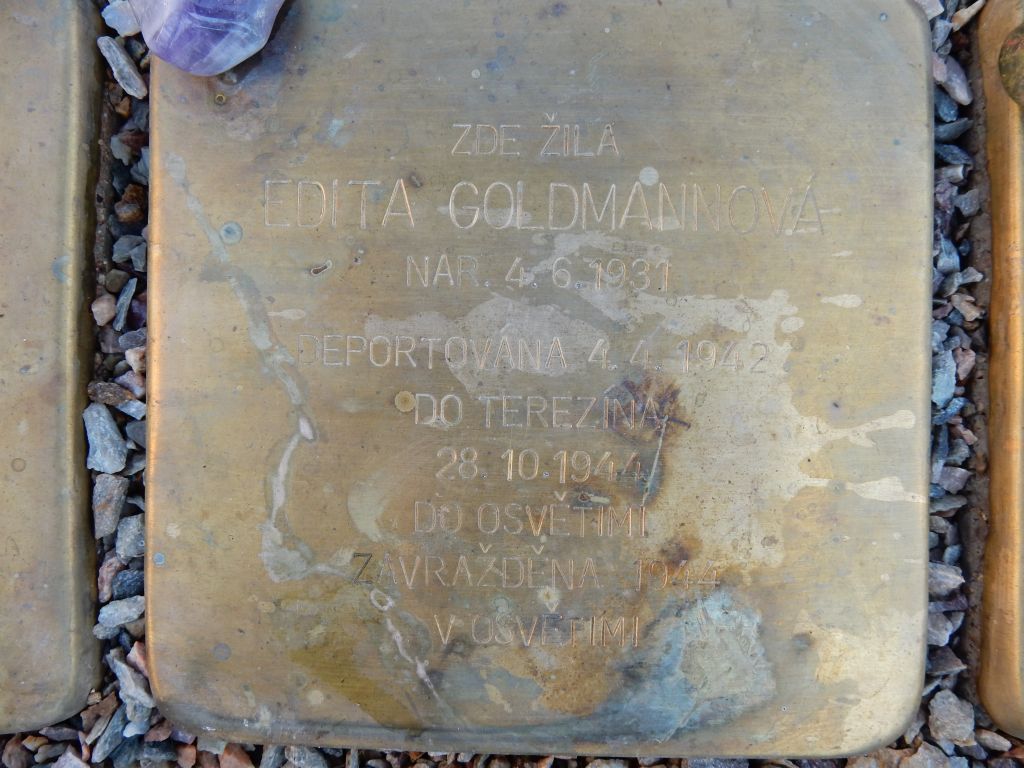 ZDE ŽILA
EDITA GOLDMANNOVÁ
NAR. 4.6.1931
DEPORTOVÁNA 4.4.1942
DO TEREZÍNA
28.10.1944
DO OSVĚTIMI
ZAVRAŽDĚNA 1944
V OSVĚTIMI